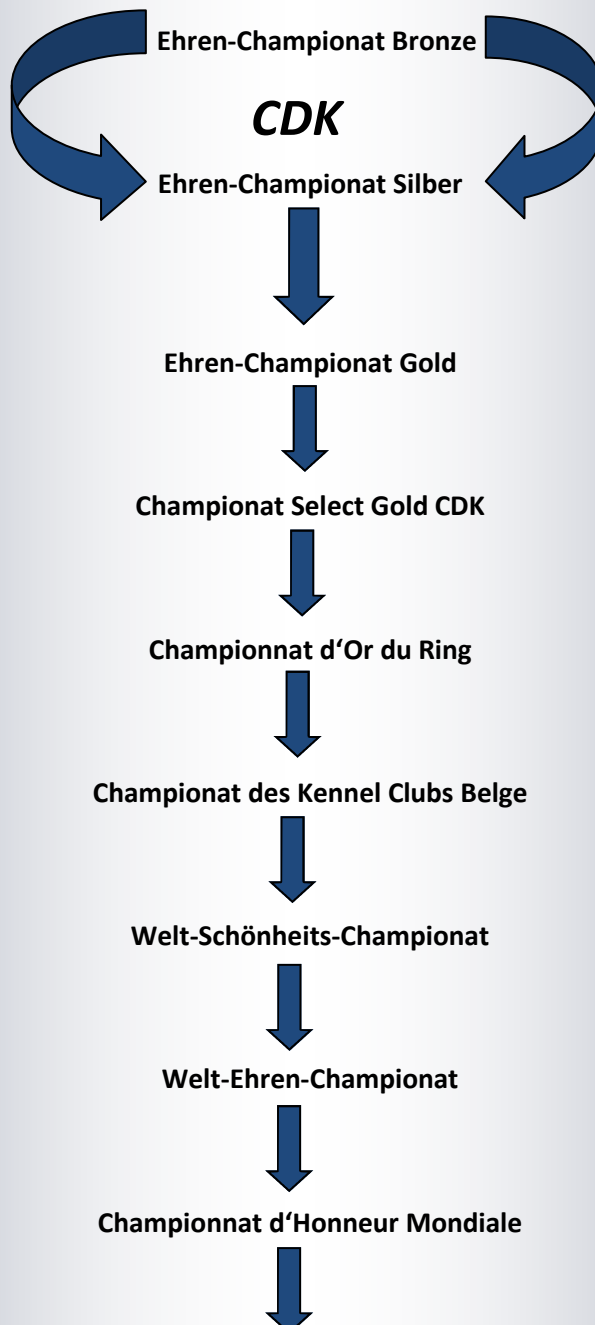 Ehren-Championat Bronze
CDK
Ehren-Championat Silber
Ehren-Championat Gold
Championat Select Gold CDK
Championnat d‘Or du Ring
Championat des Kennel Clubs Belge
Welt-Schönheits-Championat
Welt-Ehren-Championat
Championnat d‘Honneur Mondiale